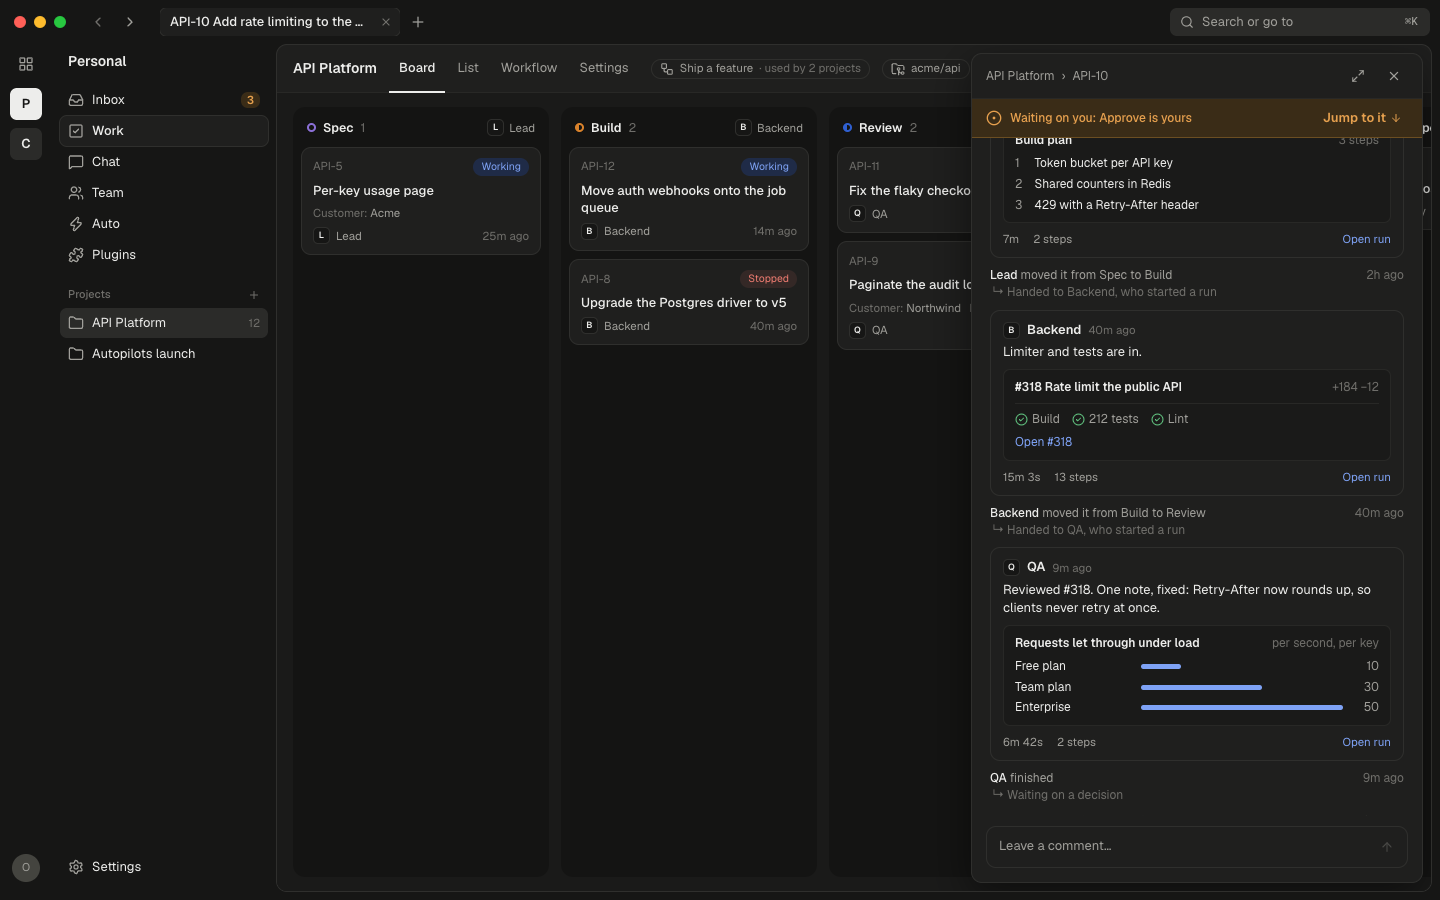 API-10 Add rate limiting to the ...
Search or go to
⌘K
Personal
P
C
Inbox
3
Work
Chat
Team
Auto
Plugins
Projects
API Platform
12
Autopilots launch
O
Settings
API Platform
Board
List
Workflow
Settings
Ship a feature · used by 2 projects
acme/api
Spec 1
L Lead
API-5
Working
Per-key usage page
Customer: Acme
L Lead
25m ago
Build 2
B Backend
API-12
Working
Move auth webhooks onto the job
queue
B Backend
14m ago
API-8
Stopped
Upgrade the Postgres driver to v5
B Backend
40m ago
Review 2
API-11
Fix the flaky checko
Q QA
API-9
Paginate the audit lo
Customer: Northwind
Q QA
API Platform › API-10
Waiting on you: Approve is yours
Jump to it ↓
Build plan
3 steps
1 Token bucket per API key
2 Shared counters in Redis
3 429 with a Retry-After header
7m 2 steps
Open run
Lead moved it from Spec to Build
2h ago
Handed to Backend, who started a run
B Backend 40m ago
Limiter and tests are in.
#318 Rate limit the public API
+184 −12
Build
212 tests
Lint
Open #318
15m 3s 13 steps
Open run
Backend moved it from Build to Review
40m ago
Handed to QA, who started a run
Q QA 9m ago
Reviewed #318. One note, fixed: Retry-After now rounds up, so
clients never retry at once.
Requests let through under load
per second, per key
Free plan 10
Team plan 30
Enterprise 50
6m 42s 2 steps
Open run
QA finished
9m ago
Waiting on a decision
Leave a comment...